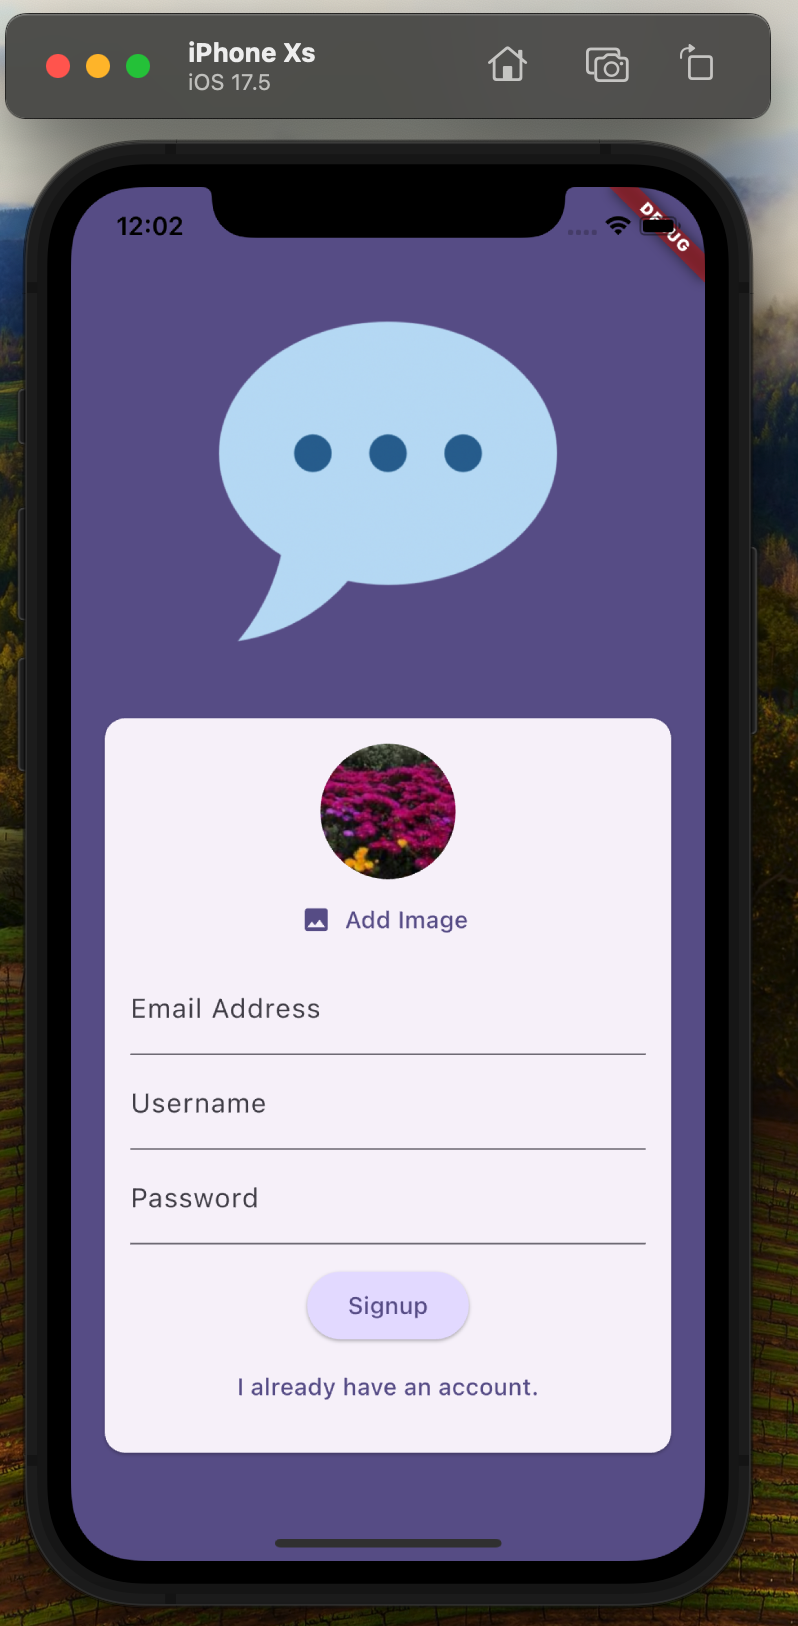 iPhone Xs
iOS 17.5
12:02
DEBUG
Add Image
Email Address
Username
Password
Signup
I already have an account.